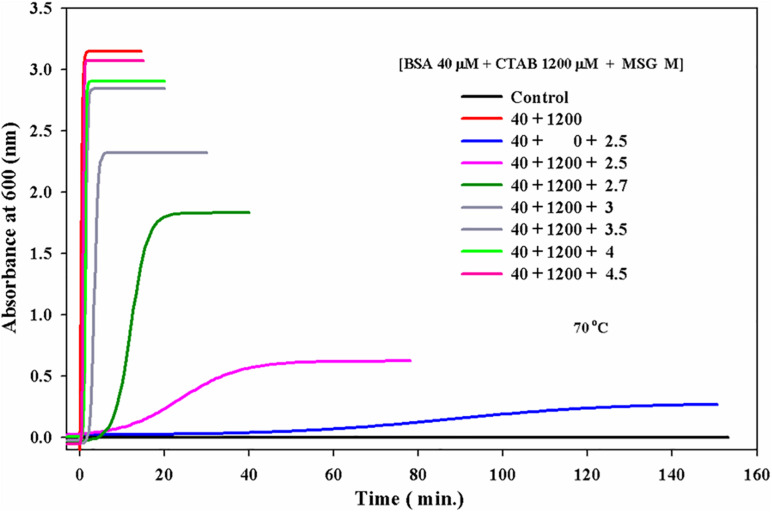 3.5
3.0
2.5
2.0
1.5
1.0
0.5
0.0
Absorbance at 600 (nm)
[BSA 40 µM + CTAB 1200 µM + MSG M]
Control
40 + 1200
40 + 0 + 2.5
40 + 1200 + 2.5
40 + 1200 + 2.7
40 + 1200 + 3
40 + 1200 + 3.5
40 + 1200 + 4
40 + 1200 + 4.5
70 °C
0 20 40 60 80 100 120 140 160
Time ( min.)